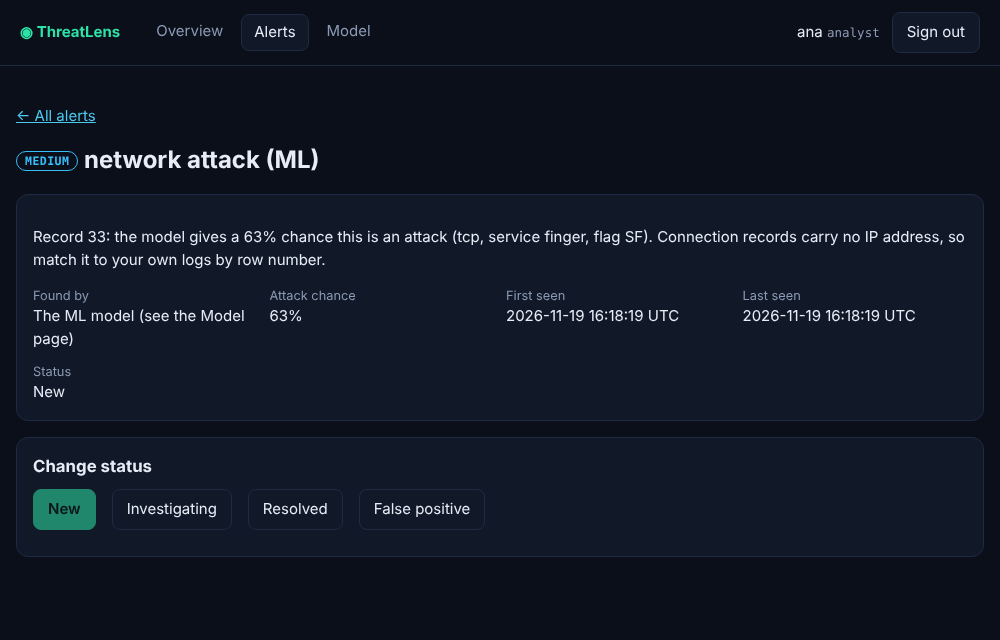 ThreatLens
Overview
Alerts
Model
ana analyst
Sign out
← All alerts
MEDIUM network attack (ML)
Record 33: the model gives a 63% chance this is an attack (tcp, service finger, flag SF). Connection records carry no IP address, so
match it to your own logs by row number.
Found by
The ML model (see the Model
page)
Attack chance
63%
First seen
2026-11-19 16:18:19 UTC
Last seen
2026-11-19 16:18:19 UTC
Status
New
Change status
New
Investigating
Resolved
False positive